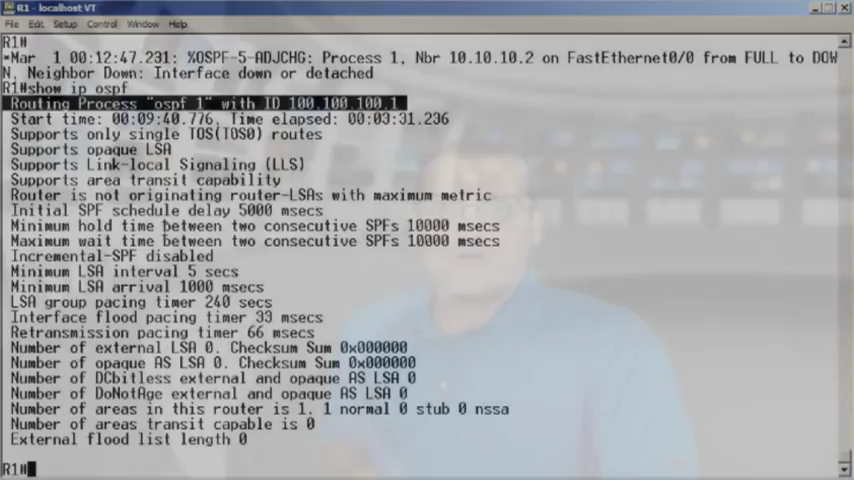 R1 - localhost VT
File Edit Setup Control Window Help
R1#
*Mar  1 00:12:47.231: %OSPF-5-ADJCHG: Process 1, Nbr 10.10.10.2 on FastEthernet0/0 from FULL to DOW
N, Neighbor Down: Interface down or detached
R1#show ip ospf
Routing Process "ospf 1" with ID 100.100.100.1
Start time: 00:09:40.776, Time elapsed: 00:03:31.236
Supports only single TOS(TOS0) routes
Supports opaque LSA
Supports Link-local Signaling (LLS)
Supports area transit capability
Router is not originating router-LSAs with maximum metric
Initial SPF schedule delay 5000 msecs
Minimum hold time between two consecutive SPFs 10000 msecs
Maximum wait time between two consecutive SPFs 10000 msecs
Incremental-SPF disabled
Minimum LSA interval 5 secs
Minimum LSA arrival 1000 msecs
LSA group pacing timer 240 secs
Interface flood pacing timer 33 msecs
Retransmission pacing timer 66 msecs
Number of external LSA 0. Checksum Sum 0x000000
Number of opaque AS LSA 0. Checksum Sum 0x000000
Number of DCbitless external and opaque AS LSA 0
Number of DoNotAge external and opaque AS LSA 0
Number of areas in this router is 1. 1 normal 0 stub 0 nssa
Number of areas transit capable is 0
External flood list length 0
R1#